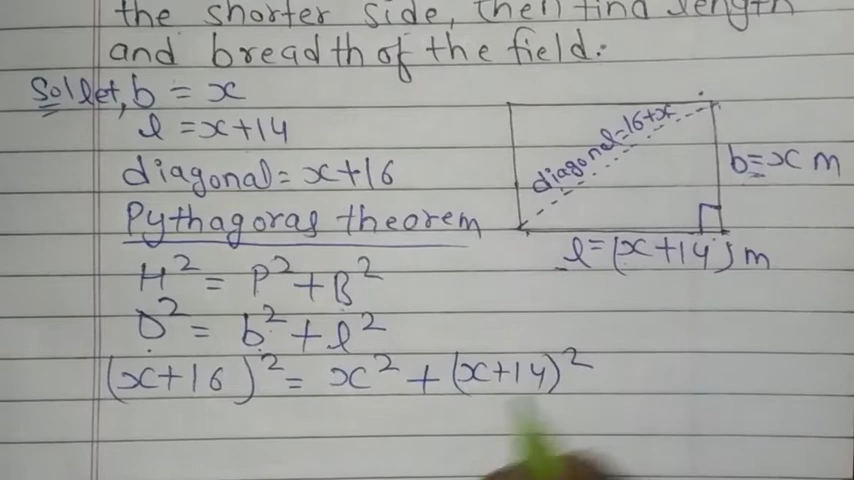 the shorter side, then find length
and breadth of the field.
Sol let, b = x
l = x+14
diagonal = x+16
Pythagoras theorem
H² = P² + B²
D² = b² + l²
(x+16)² = x² + (x+14)²
diagonal=16+x
b=x m
l=(x+14)m